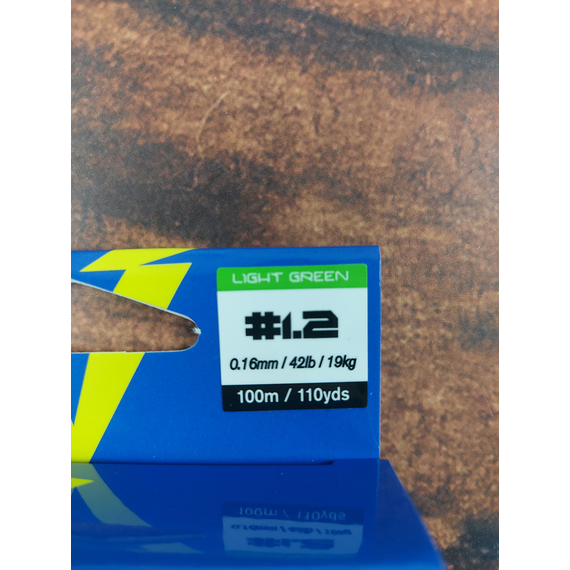 LIGHT GREEN
#1.2
0.16mm / 42lb / 19kg
100m / 110yds